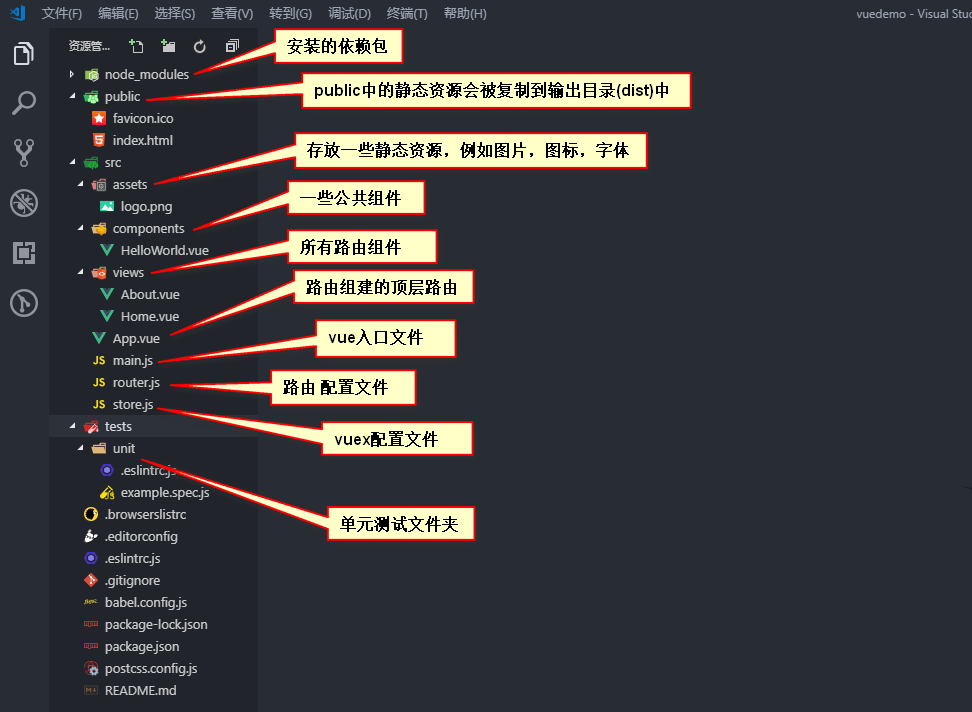 文件(F) 编辑(E) 选择(S) 查看(V) 转到(G) 调试(D) 终端(T) 帮助(H) vuedemo - Visual Stu
资源管...
安装的依赖包
node_modules
public
public中的静态资源会被复制到输出目录(dist)中
favicon.ico
index.html
src
存放一些静态资源，例如图片，图标，字体
assets
logo.png
一些公共组件
components
HelloWorld.vue
所有路由组件
views
About.vue
路由组建的顶层路由
Home.vue
App.vue
vue入口文件
JS main.js
JS router.js
路由 配置文件
JS store.js
tests
vuex配置文件
unit
.eslintrc.js
example.spec.js
.browserslistrc
单元测试文件夹
.editorconfig
.eslintrc.js
.gitignore
babel.config.js
package-lock.json
package.json
postcss.config.js
README.md